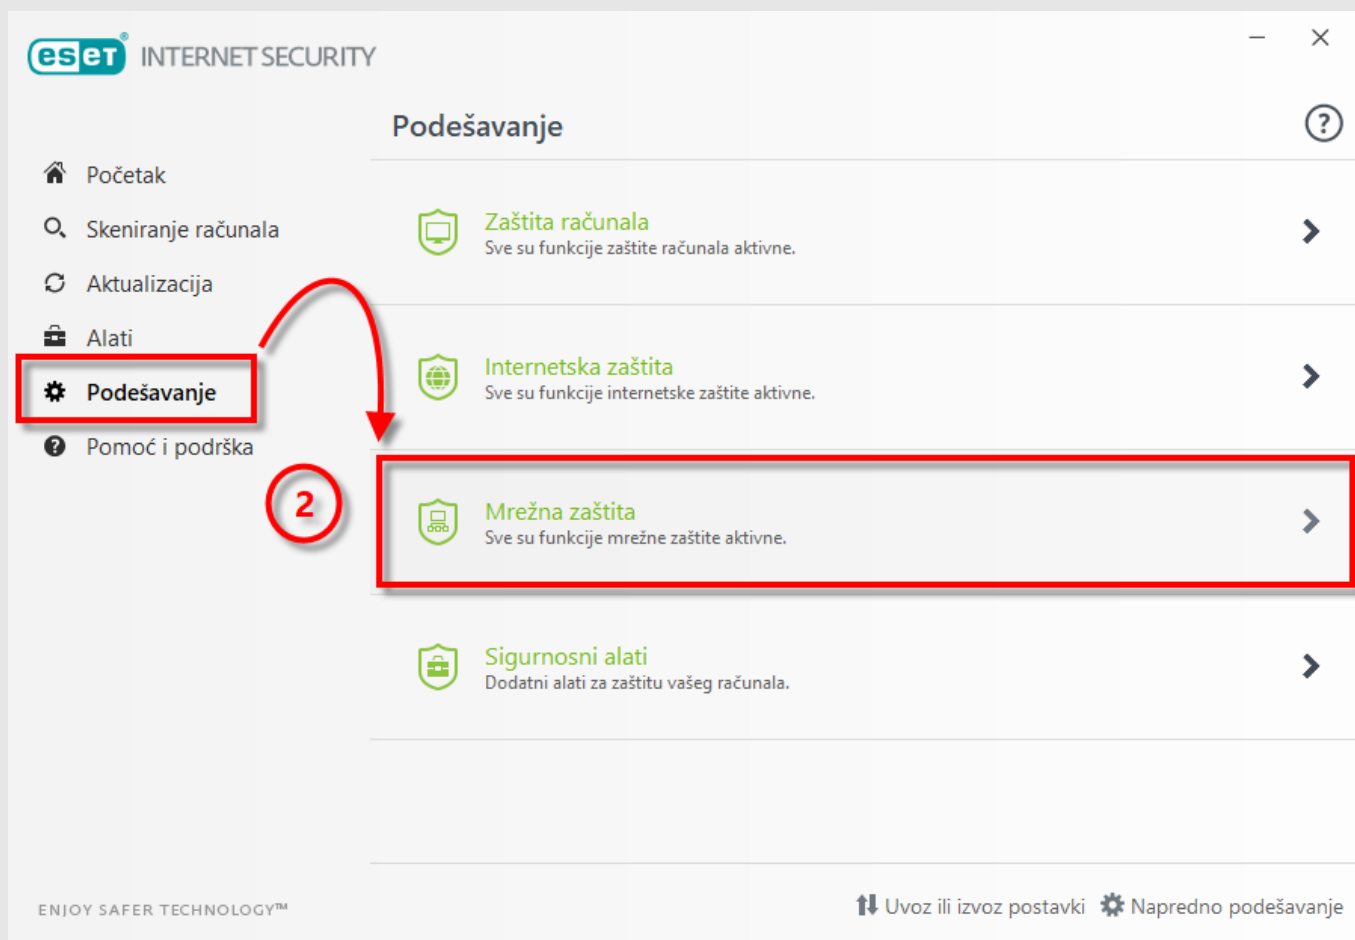 eseT® INTERNET SECURITY
Podešavanje
?
Početak
Skeniranje računala
Aktualizacija
Alati
Podešavanje
Pomoć i podrška
Zaštita računala
Sve su funkcije zaštite računala aktivne.
Internetska zaštita
Sve su funkcije internetske zaštite aktivne.
2
Mrežna zaštita
Sve su funkcije mrežne zaštite aktivne.
Sigurnosni alati
Dodatni alati za zaštitu vašeg računala.
ENJOY SAFER TECHNOLOGY™
Uvoz ili izvoz postavki Napredno podešavanje